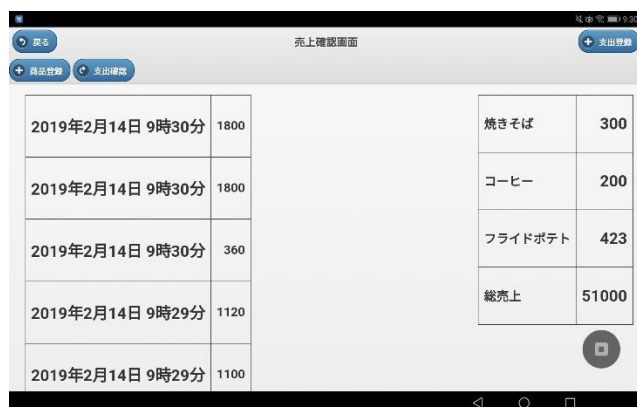 9:30
戻る
売上確認画面
支出登録
商品登録
支出確認
2019年2月14日 9時30分 1800
2019年2月14日 9時30分 1800
2019年2月14日 9時30分 360
2019年2月14日 9時29分 1120
2019年2月14日 9時29分 1100
焼きそば 300
コーヒー 200
フライドポテト 423
総売上 51000